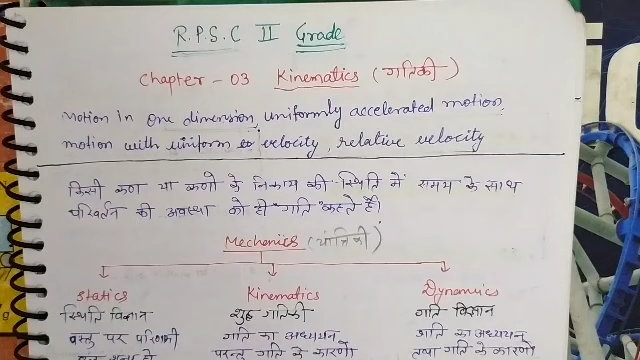 R.P.S.C II Grade
Chapter - 03 Kinematics (गतिकी)
Motion in one dimension, uniformly accelerated motion,
motion with uniform velocity, relative velocity
किसी कण या कणो के निकाय की स्थिति में समय के साथ
परिवर्तन की अवस्था को ही "गति" कहते हैं।
Mechanics (यांत्रिकी)
Statics Kinematics Dynamics
स्थिति विज्ञान शुद्ध गतिकी गति विज्ञान
वस्तु पर परिणामी गति का अध्ययन गति का अध्ययन
परन्तु गति के कारणो तथा गति के कारणो